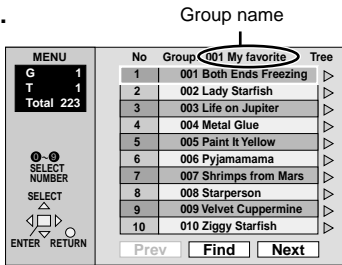 Group name
MENU
G 1
T 1
Total 223
0~9
SELECT
NUMBER
SELECT
ENTER RETURN
No Group 001 My favorite Tree
1 001 Both Ends Freezing
2 002 Lady Starfish
3 003 Life on Jupiter
4 004 Metal Glue
5 005 Paint It Yellow
6 006 Pyjamamama
7 007 Shrimps from Mars
8 008 Starperson
9 009 Velvet Cuppermine
10 010 Ziggy Starfish
Prev Find Next